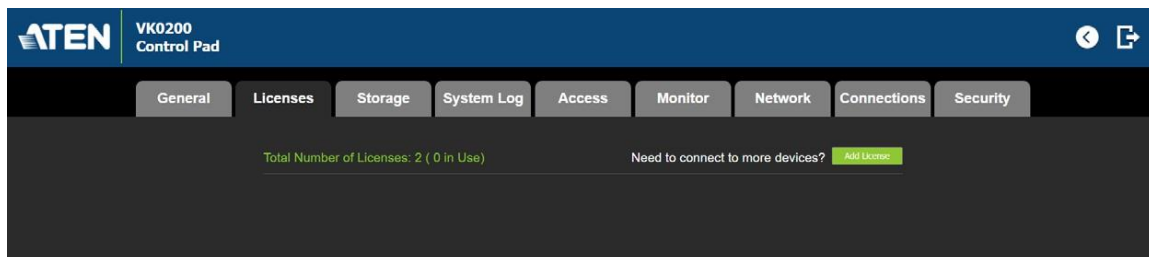 ATEN
VK0200
Control Pad
General Licenses Storage System Log Access Monitor Network Connections Security
Total Number of Licenses: 2 ( 0 in Use) Need to connect to more devices? Add License